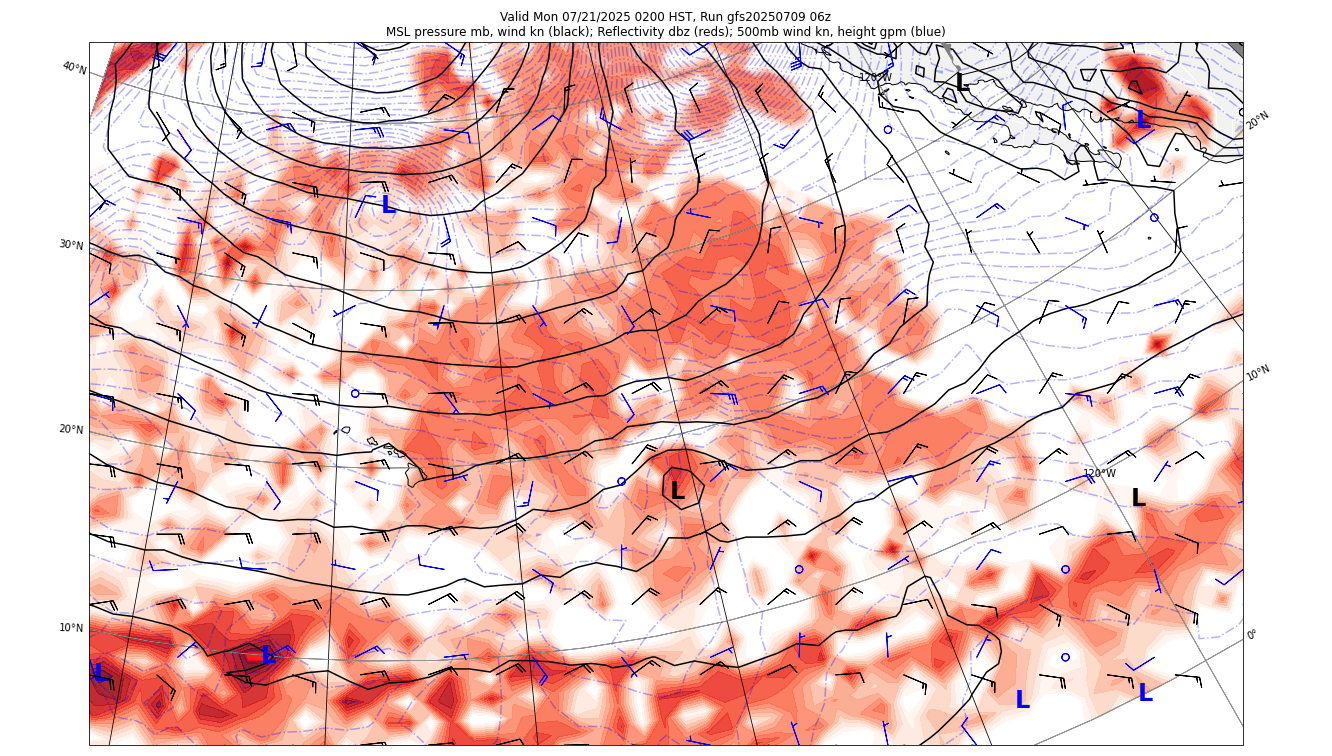 Valid Mon 07/21/2025 0200 HST, Run gfs20250709 06z
MSL pressure mb, wind kn (black); Reflectivity dbz (reds); 500mb wind kn, height gpm (blue)
40°N
120°W
L
L
20°N
L
30°N
10°N
20°N
120°W
L
L
10°N
0°
L
L
L
L